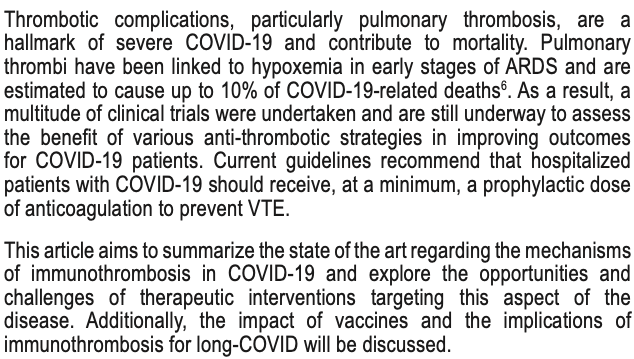 Thrombotic complications, particularly pulmonary thrombosis, are a
hallmark of severe COVID-19 and contribute to mortality. Pulmonary
thrombi have been linked to hypoxemia in early stages of ARDS and are
estimated to cause up to 10% of COVID-19-related deaths⁶. As a result, a
multitude of clinical trials were undertaken and are still underway to assess
the benefit of various anti-thrombotic strategies in improving outcomes
for COVID-19 patients. Current guidelines recommend that hospitalized
patients with COVID-19 should receive, at a minimum, a prophylactic dose
of anticoagulation to prevent VTE.

This article aims to summarize the state of the art regarding the mechanisms
of immunothrombosis in COVID-19 and explore the opportunities and
challenges of therapeutic interventions targeting this aspect of the
disease. Additionally, the impact of vaccines and the implications of
immunothrombosis for long-COVID will be discussed.